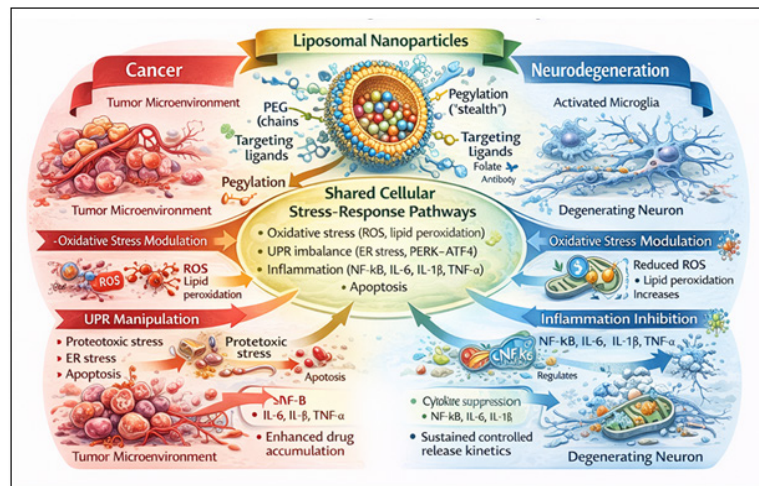 Liposomal Nanoparticles
Cancer
Neurodegeneration
Tumor Microenvironment
PEG
(chains
Targeting
ligands
Pegylation
Pegylation
("stealth")
Targeting
Ligands
Folate
Antibody
Activated Microglia
Tumor Microenvironment
Degenerating Neuron
Shared Cellular
Stress-Response Pathways
• Oxidative stress (ROS, lipid peroxidation)
• UPR imbalance (ER stress, PERK–ATF4)
• Inflammation (NF-kB, IL-6, IL-1β, TNF-α)
• Apoptosis
-Oxidative Stress Modulation
ROS
ROS
Lipid
peroxidation
Oxidative Stress Modulation
Reduced ROS
• Lipid peroxidation
Increases
UPR Manipulation
Proteotoxic stress
ER stress
Apoptosis
Protetoxic
stress
Apotosis
Inflammation Inhibition
NF-kB, IL-6, IL-1β, TNF-α
Regulates
• IL-6, IL-β, TNF-α
• Enhanced drug
accumulation
Tumor Microenvironment
suppression
• NF-kB, IL-6, IL-1β
• Sustained controlled
release kinetics
Degenerating Neuron